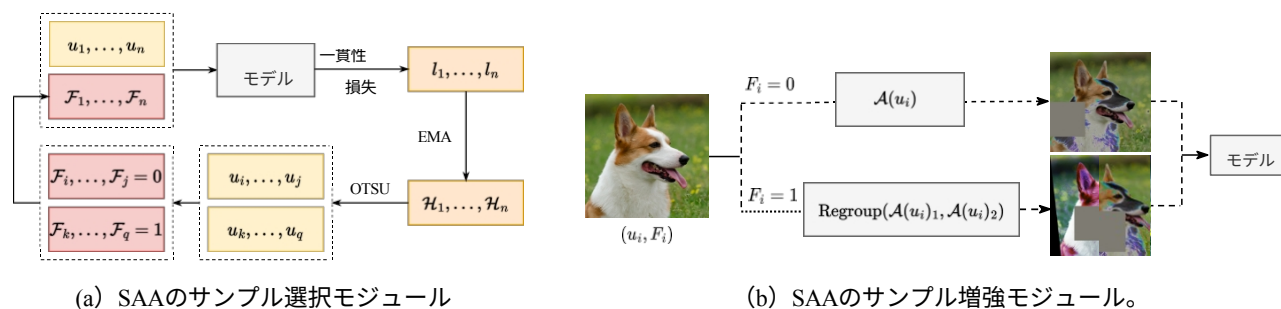 u₁, . . . , uₙ
ℱ₁, . . . , ℱₙ
モデル
一貫性
損失
l₁, . . . , lₙ
EMA
ℋ₁, . . . , ℋₙ
OTSU
uᵢ, . . . , uⱼ
u_k, . . . , u_q
ℱᵢ, . . . , ℱⱼ = 0
ℱ_k, . . . , ℱ_q = 1
(a) SAAのサンプル選択モジュール
(uᵢ, Fᵢ)
Fᵢ = 0
𝒜(uᵢ)
Fᵢ = 1
Regroup(𝒜(uᵢ)₁, 𝒜(uᵢ)₂)
モデル
(b) SAAのサンプル増強モジュール。